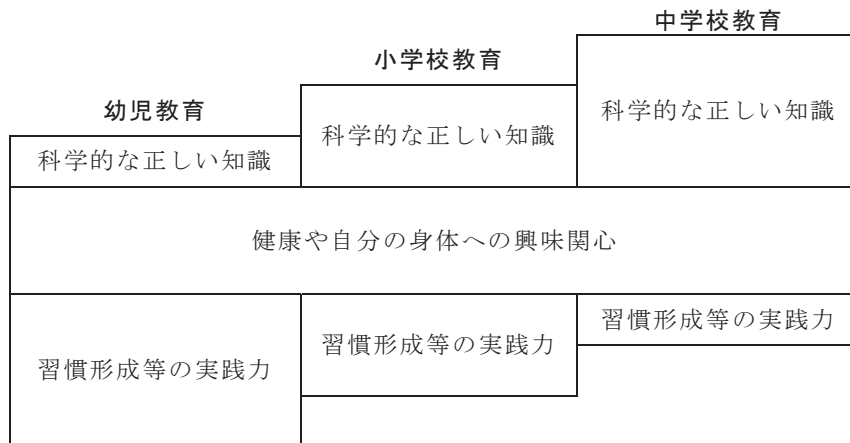 中学校教育
小学校教育
幼児教育
科学的な正しい知識
科学的な正しい知識
科学的な正しい知識
健康や自分の身体への興味関心
習慣形成等の実践力
習慣形成等の実践力
習慣形成等の実践力